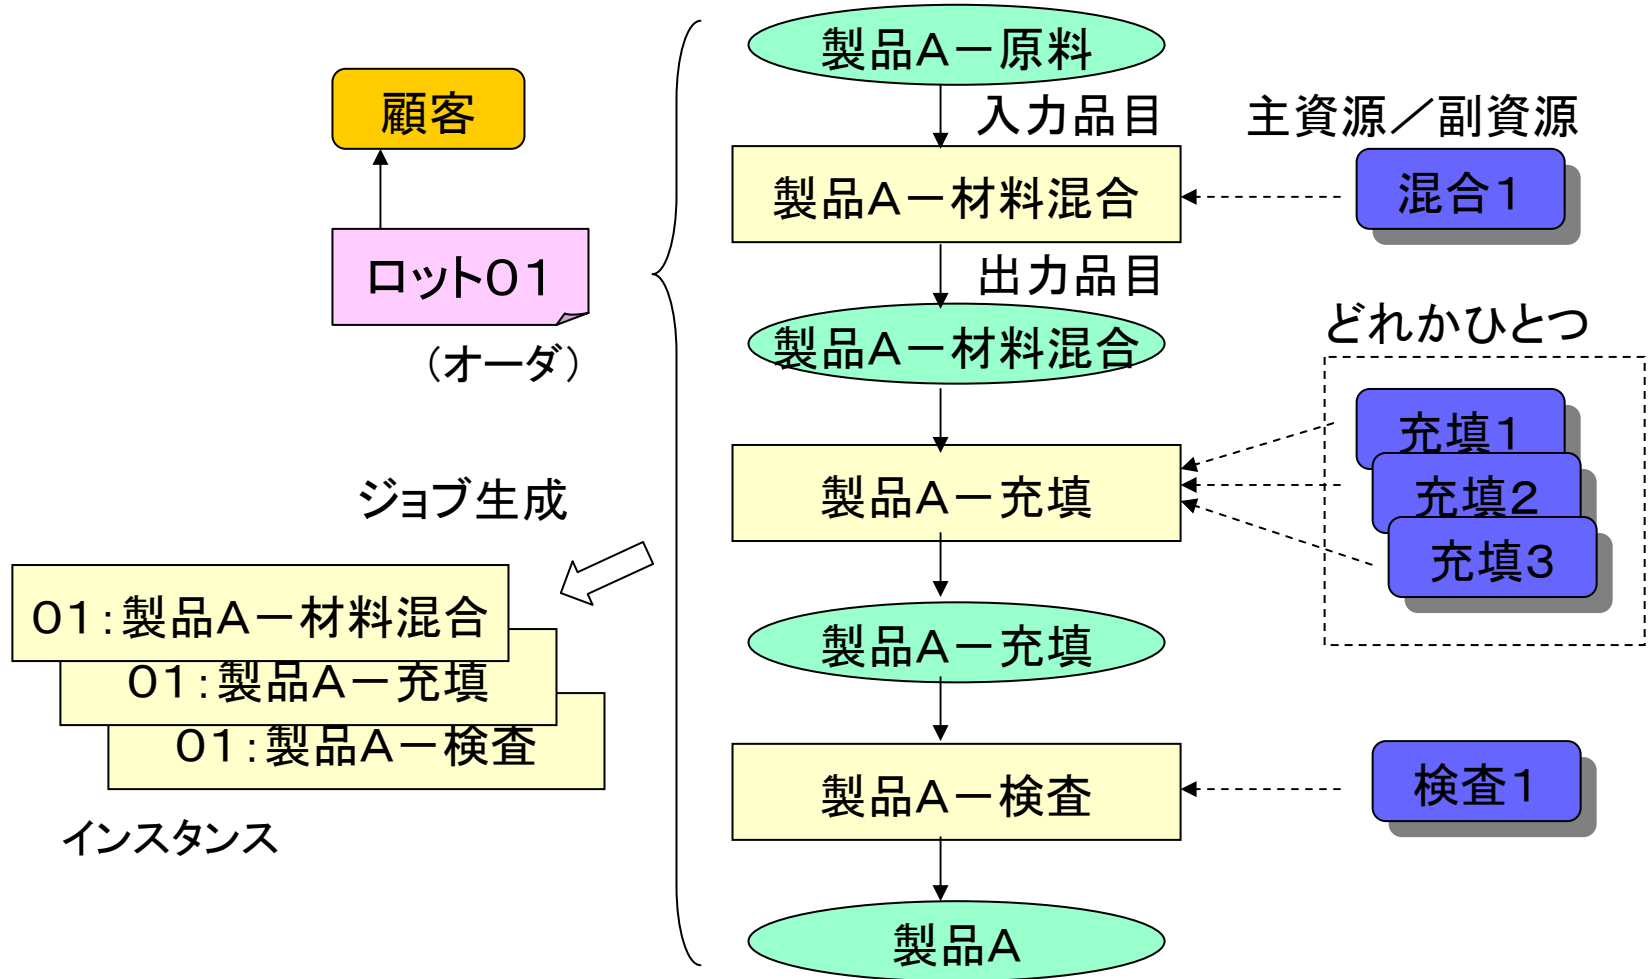 製品A－原料
顧客
入力品目
主資源／副資源
製品A－材料混合
混合1
ロット01
出力品目
(オーダ)
製品A－材料混合
どれかひとつ
充填1
充填2
充填3
製品A－充填
ジョブ生成
01:製品A－材料混合
01:製品A－充填
01:製品A－検査
インスタンス
製品A－充填
製品A－検査
検査1
製品A